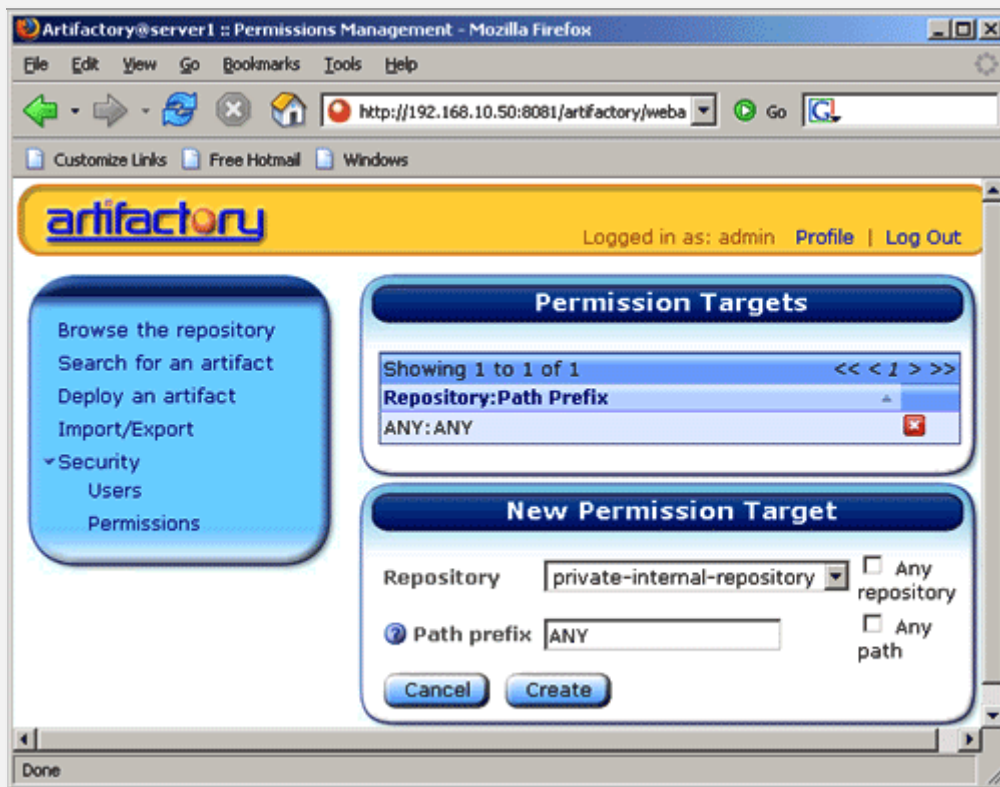 Artifactory@server1 :: Permissions Management - Mozilla Firefox
File Edit View Go Bookmarks Tools Help
http://192.168.10.50:8081/artifactory/weba Go G
Customize Links Free Hotmail Windows
artifactory
Logged in as: admin Profile | Log Out
Browse the repository
Search for an artifact
Deploy an artifact
Import/Export
Security
Users
Permissions
Permission Targets
Showing 1 to 1 of 1 << < 1 > >>
Repository:Path Prefix
ANY:ANY
New Permission Target
Repository private-internal-repository Any repository
? Path prefix ANY Any path
Cancel Create
Done